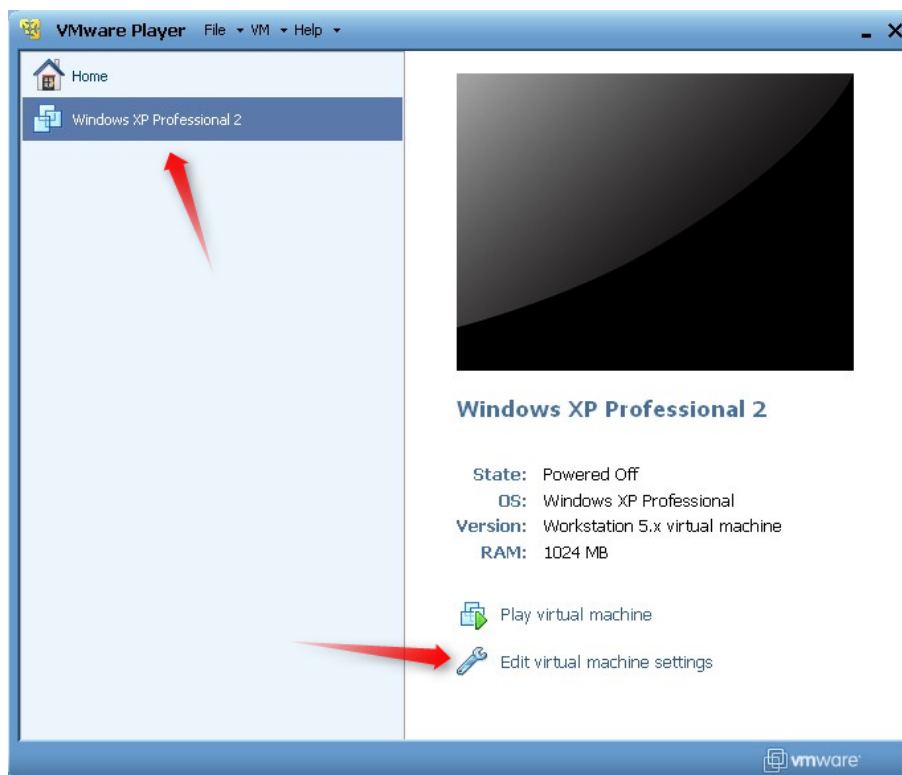 VMware Player File VM Help
Home
Windows XP Professional 2
Windows XP Professional 2
State: Powered Off
OS: Windows XP Professional
Version: Workstation 5.x virtual machine
RAM: 1024 MB
Play virtual machine
Edit virtual machine settings
vmware